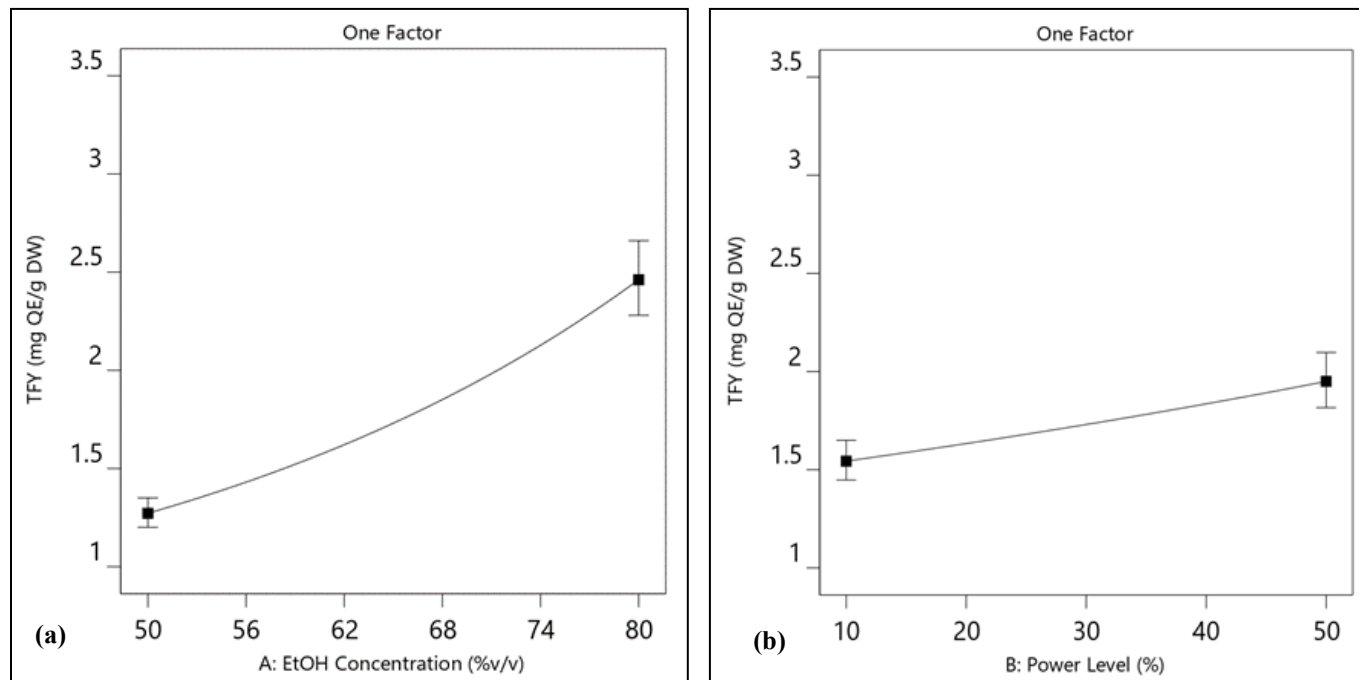 One Factor
3.5
3
2.5
2
1.5
1
TFY (mg QE/g DW)
50 56 62 68 74 80
A: EtOH Concentration (%v/v)
(a)
One Factor
3.5
3
2.5
2
1.5
1
TFY (mg QE/g DW)
10 20 30 40 50
B: Power Level (%)
(b)